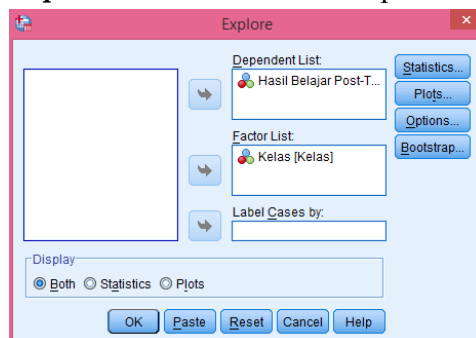 Explore
Dependent List:
Hasil Belajar Post-T...
Factor List:
Kelas [Kelas]
Label Cases by:
Statistics...
Plots...
Options...
Bootstrap...
Display
Both Statistics Plots
OK Paste Reset Cancel Help